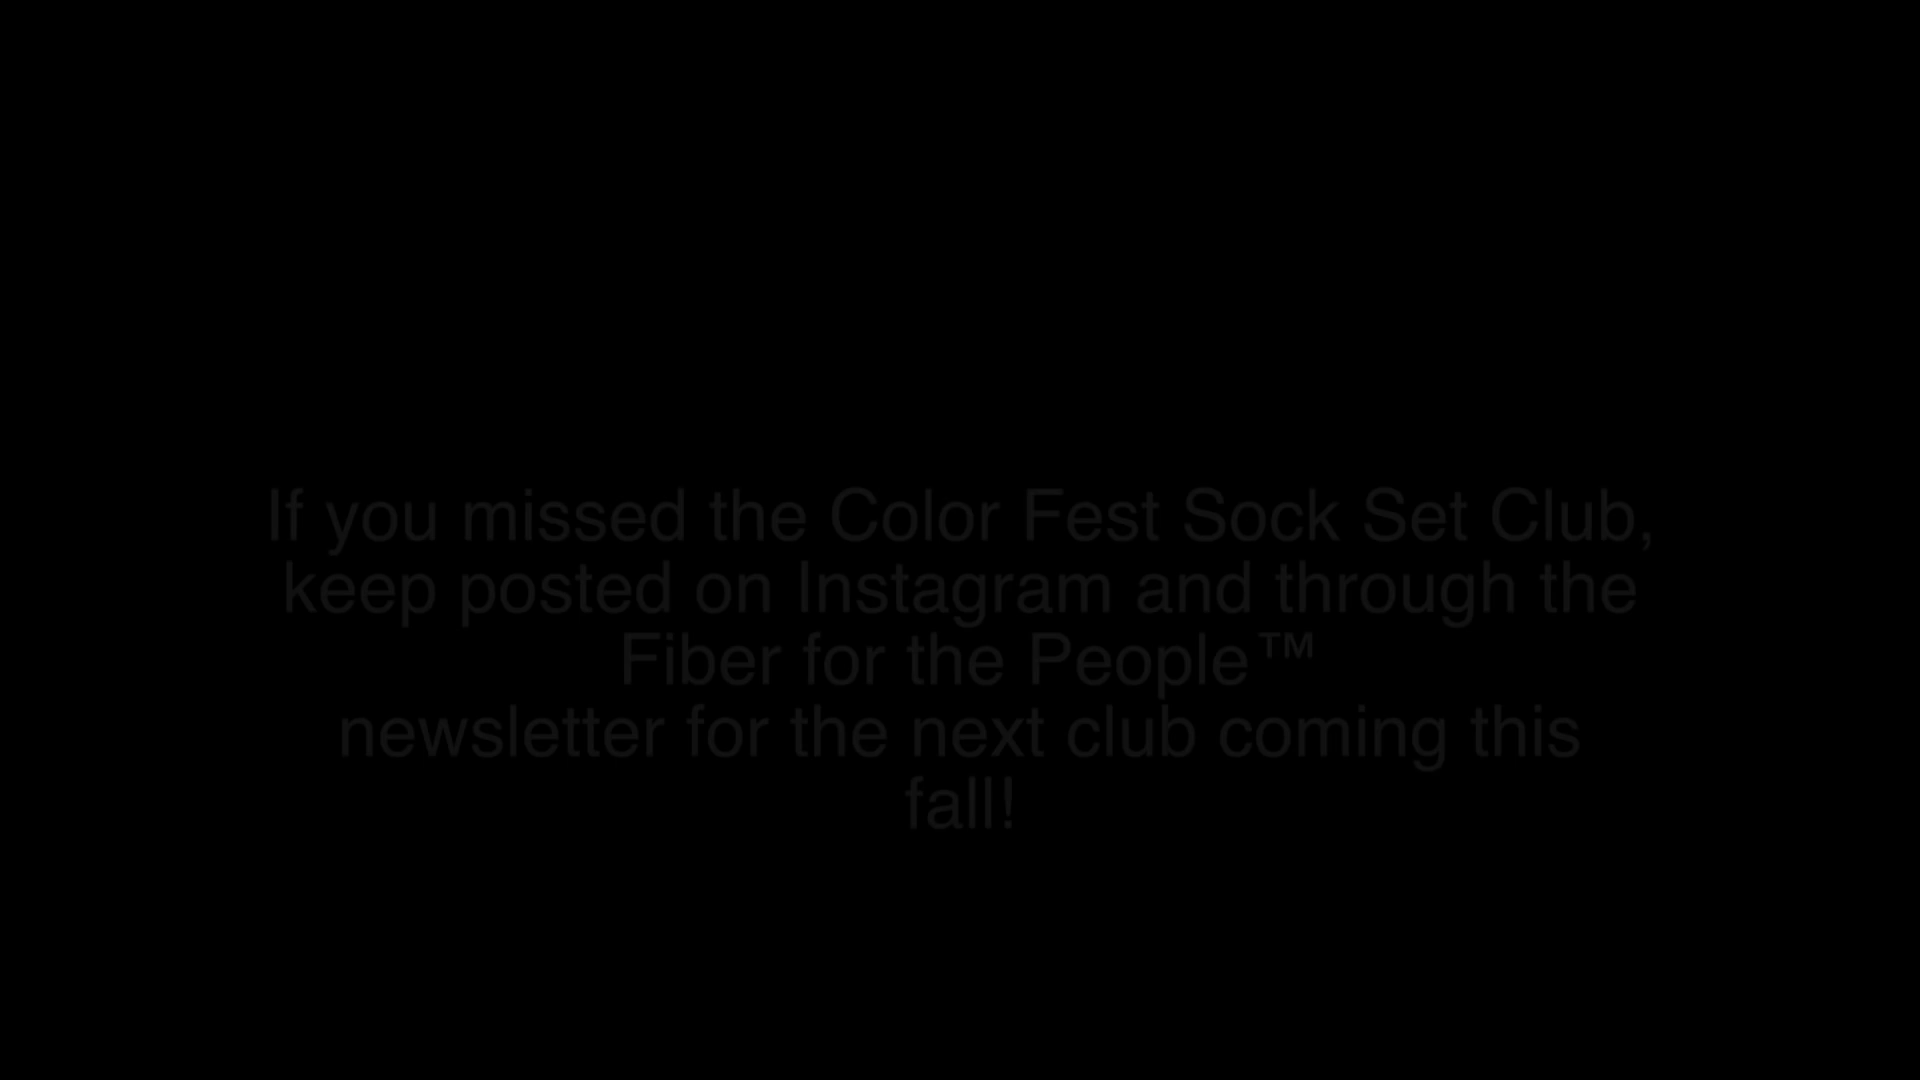 If you missed the Color Fest Sock Set Club,
keep posted on Instagram and through the
Fiber for the People™
newsletter for the next club coming this
fall!